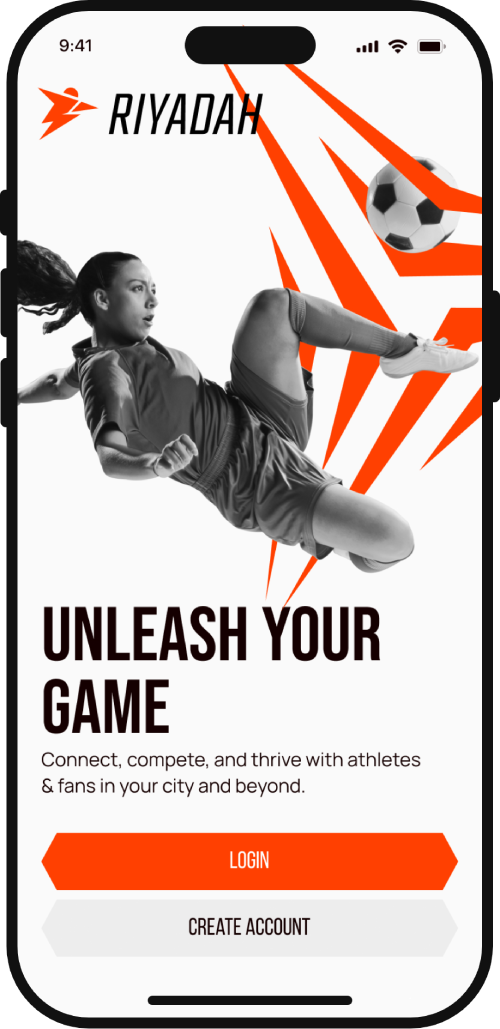 9:41
RIYADAH
UNLEASH YOUR
GAME
Connect, compete, and thrive with athletes
& fans in your city and beyond.
LOGIN
CREATE ACCOUNT